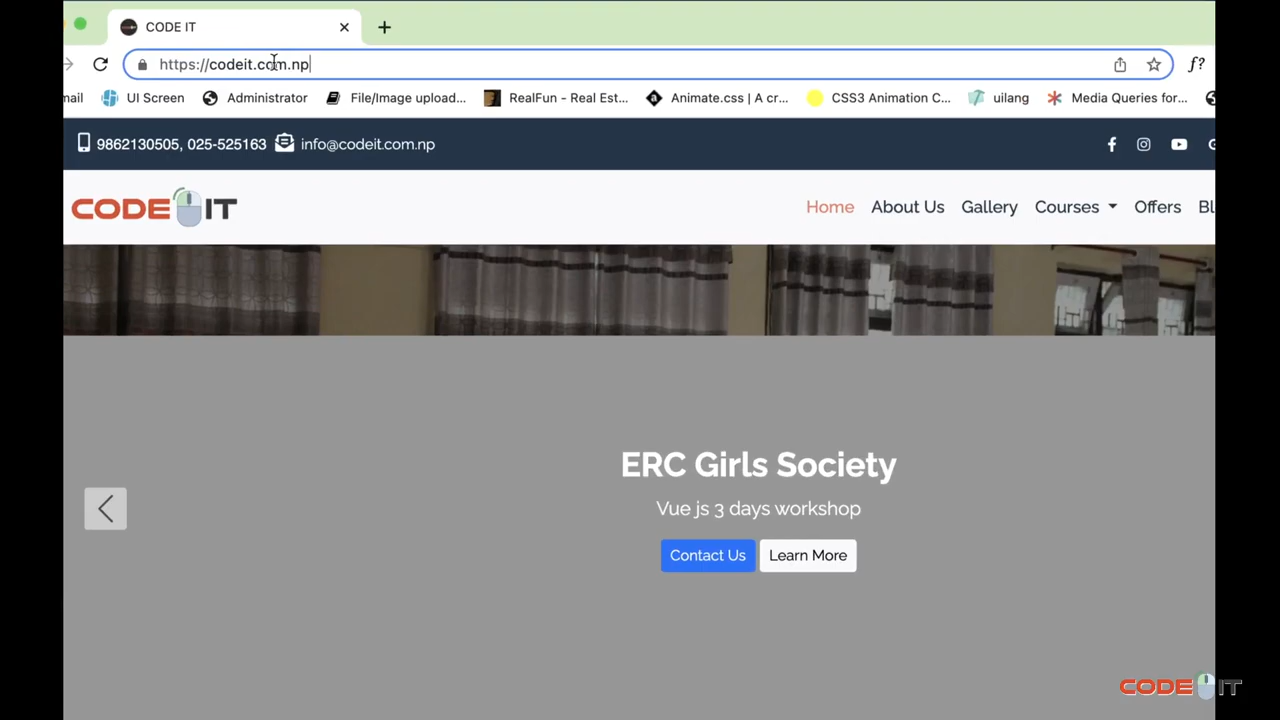 CODE IT
https://codeit.com.np
mail UI Screen Administrator File/Image upload... RealFun - Real Est... Animate.css | A cr... CSS3 Animation C... uilang Media Queries for...
9862130505, 025-525163 info@codeit.com.np
CODE IT Home About Us Gallery Courses Offers Bl
ERC Girls Society
Vue js 3 days workshop
Contact Us Learn More
CODE IT